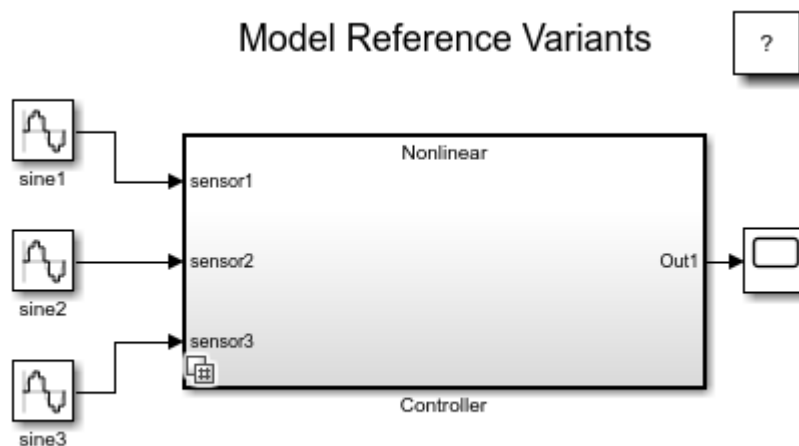 Model Reference Variants
?
Nonlinear
sine1
sensor1
sine2
sensor2
Out1
sensor3
Controller
sine3